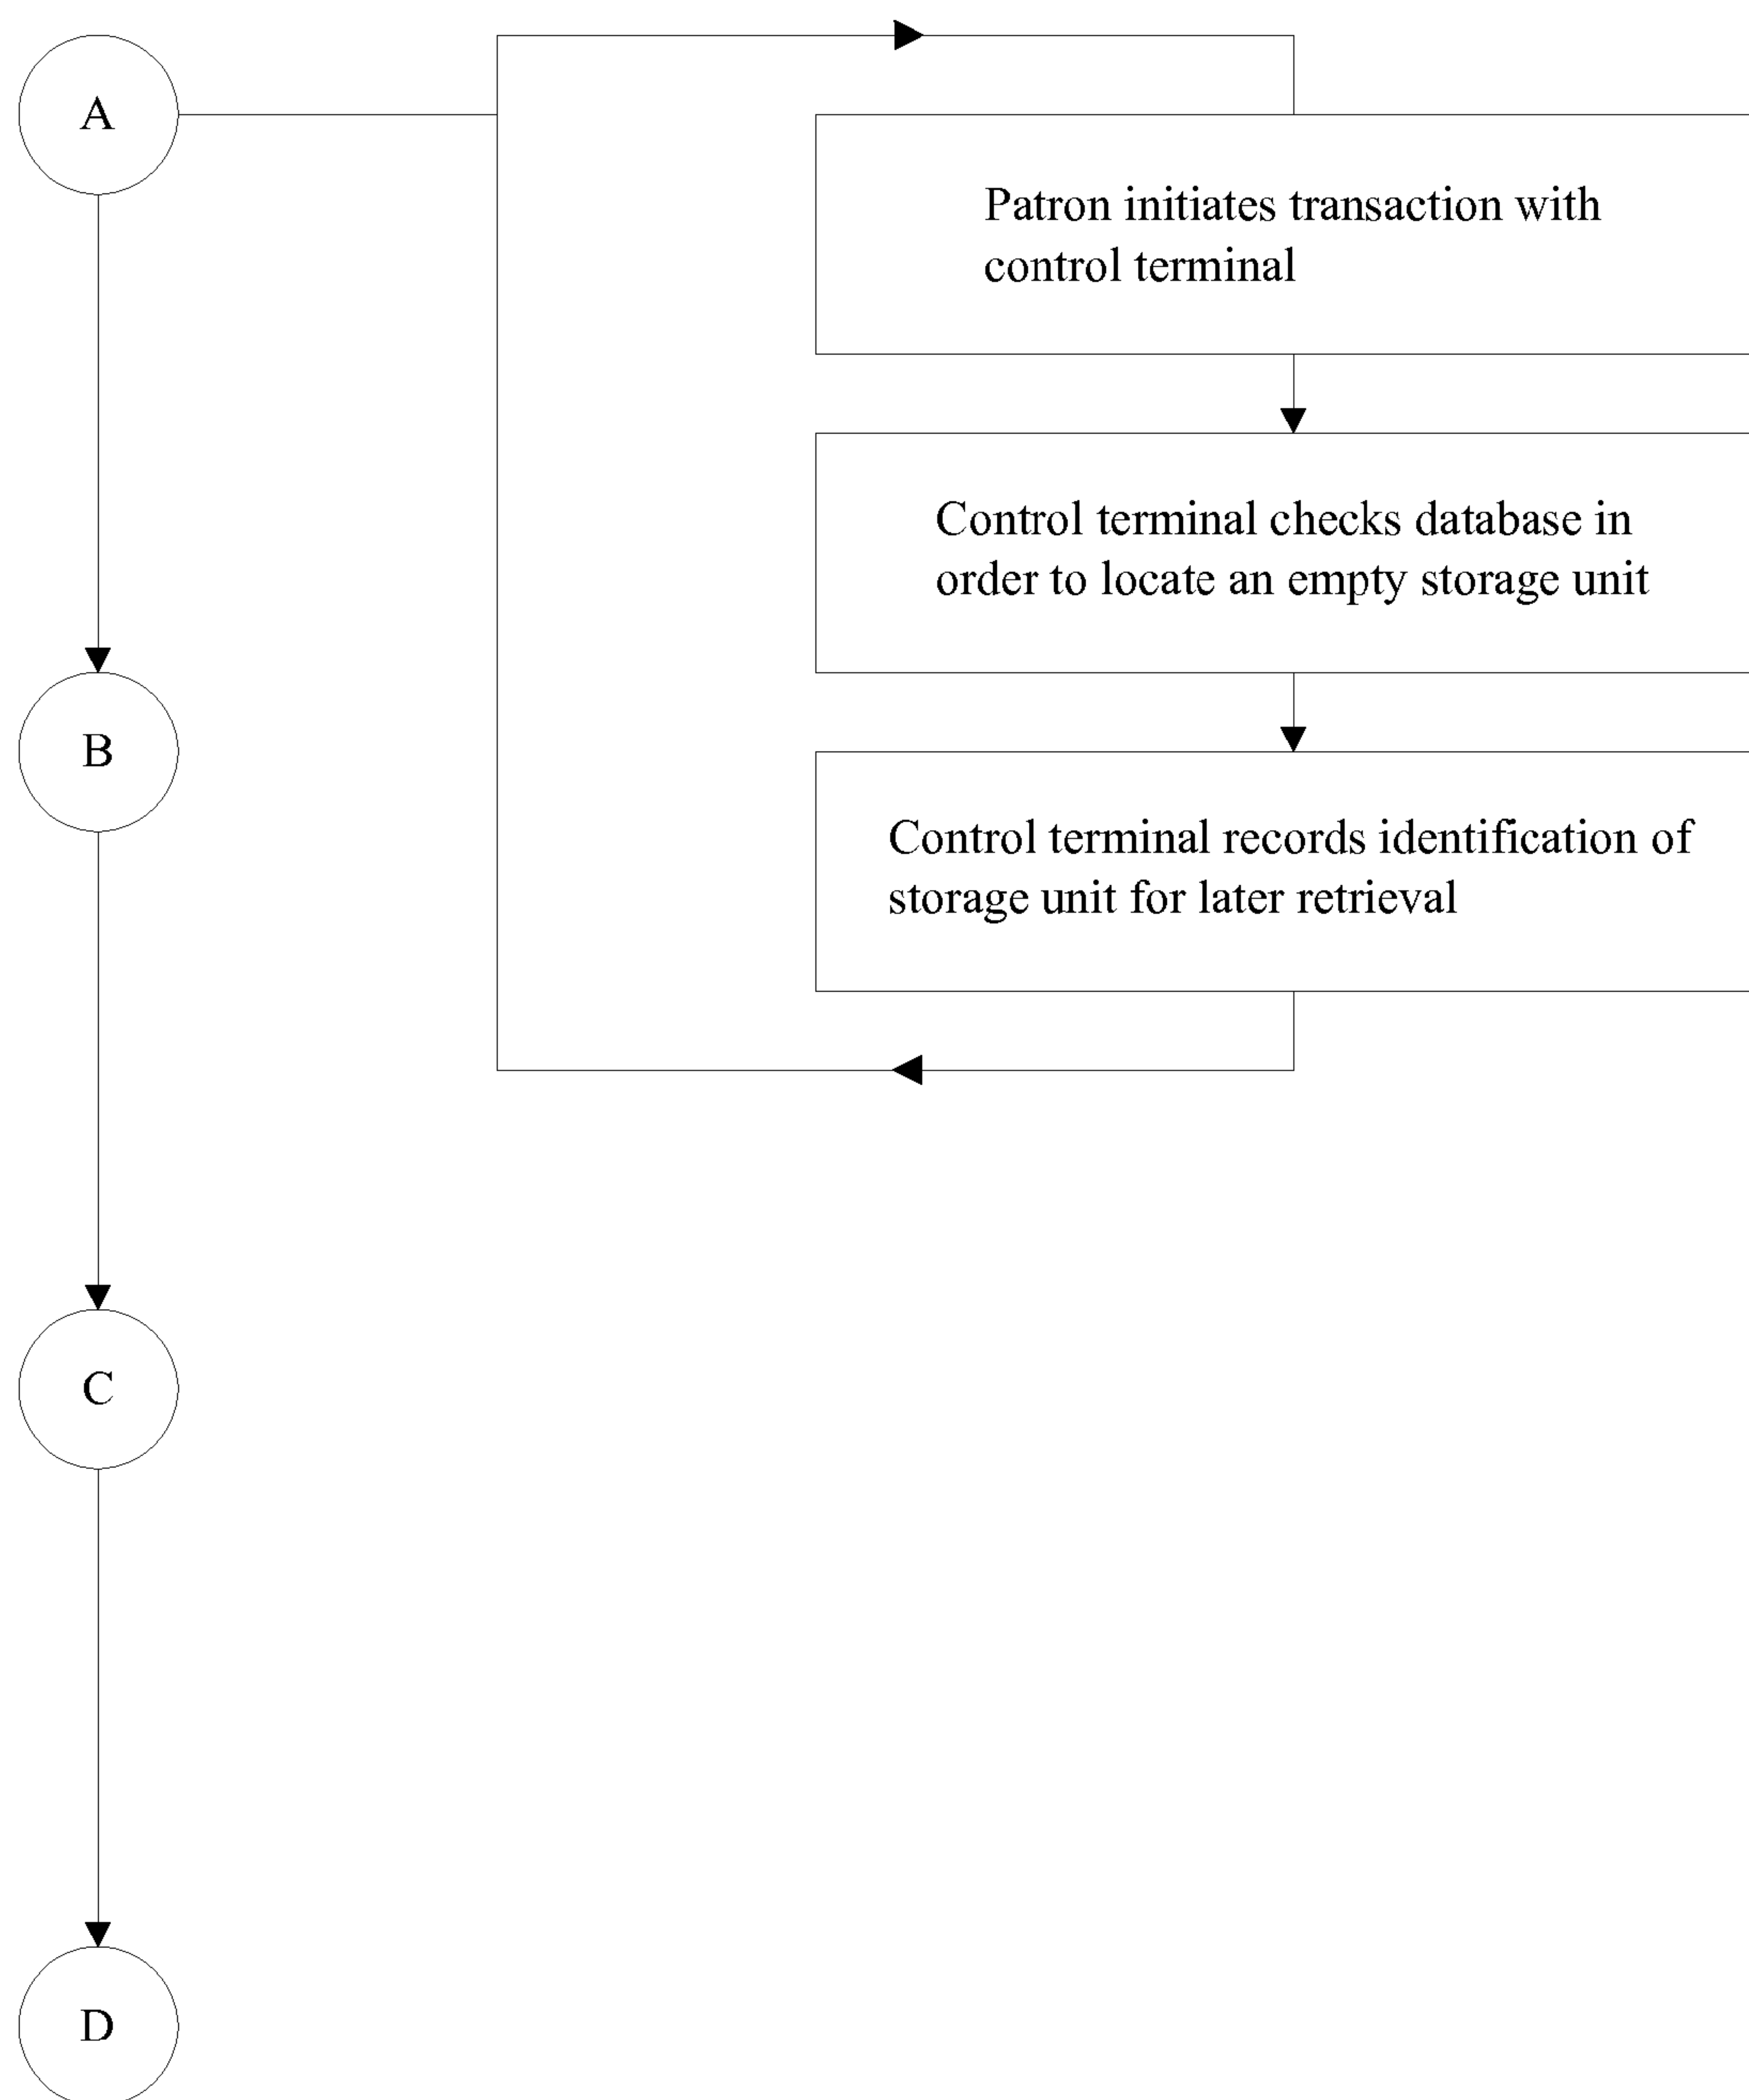 A
Patron initiates transaction with
control terminal
Control terminal checks database in
order to locate an empty storage unit
B
Control terminal records identification of
storage unit for later retrieval
C
D